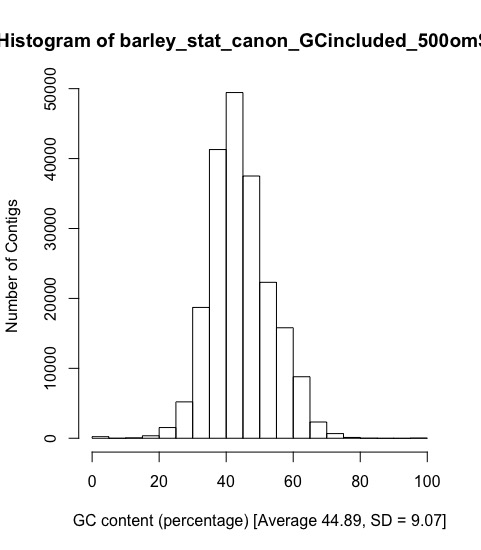 Histogram of barley_stat_canon_GCincluded_500om
Number of Contigs
50000
40000
30000
20000
10000
0
0 20 40 60 80 100
GC content (percentage) [Average 44.89, SD = 9.07]